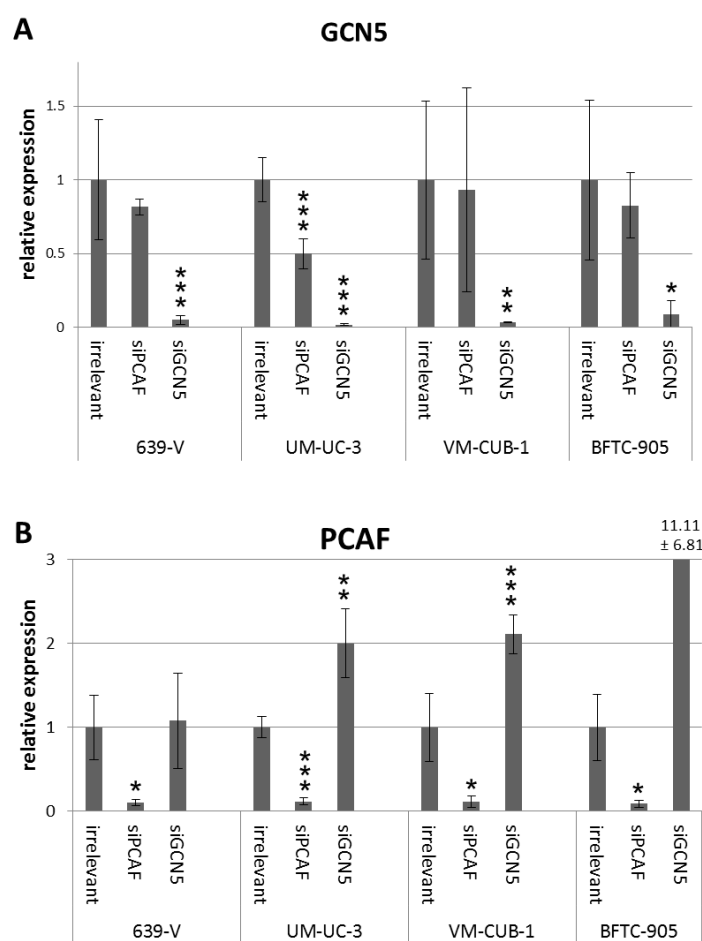 A
GCN5
relative expression
1.5
1
0.5
0
***
***
***
**
*
irrelevant
siPCAF
siGCN5
irrelevant
siPCAF
siGCN5
irrelevant
siPCAF
siGCN5
irrelevant
siPCAF
siGCN5
639-V UM-UC-3 VM-CUB-1 BFTC-905
B
PCAF
11.11
± 6.81
relative expression
3
2
1
0
*
***
**
*
***
*
irrelevant
siPCAF
siGCN5
irrelevant
siPCAF
siGCN5
irrelevant
siPCAF
siGCN5
irrelevant
siPCAF
siGCN5
639-V UM-UC-3 VM-CUB-1 BFTC-905